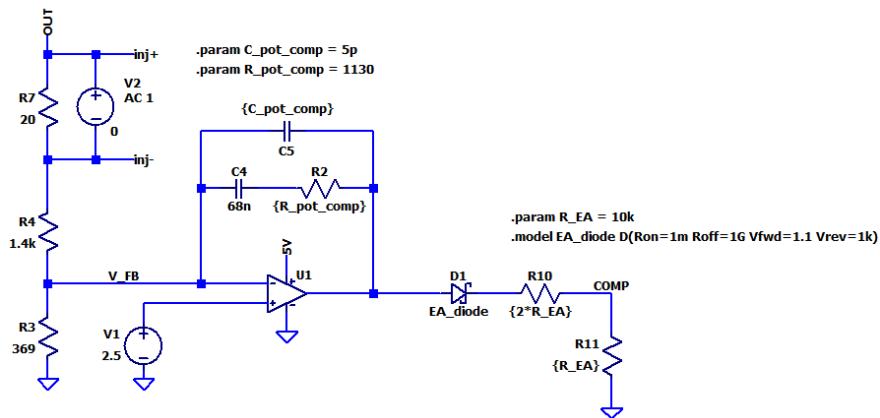 OUT
inj+
.param C_pot_comp = 5p
.param R_pot_comp = 1130
V2
AC 1
R7
20
0
{C_pot_comp}
C5
inj-
C4
R2
68n
{R_pot_comp}
R4
1.4k
.param R_EA = 10k
.model EA_diode D(Ron=1m Roff=1G Vfwd=1.1 Vrev=1k)
5V
V_FB
U1
D1
R10
COMP
EA_diode
{2*R_EA}
R3
369
V1
2.5
R11
{R_EA}